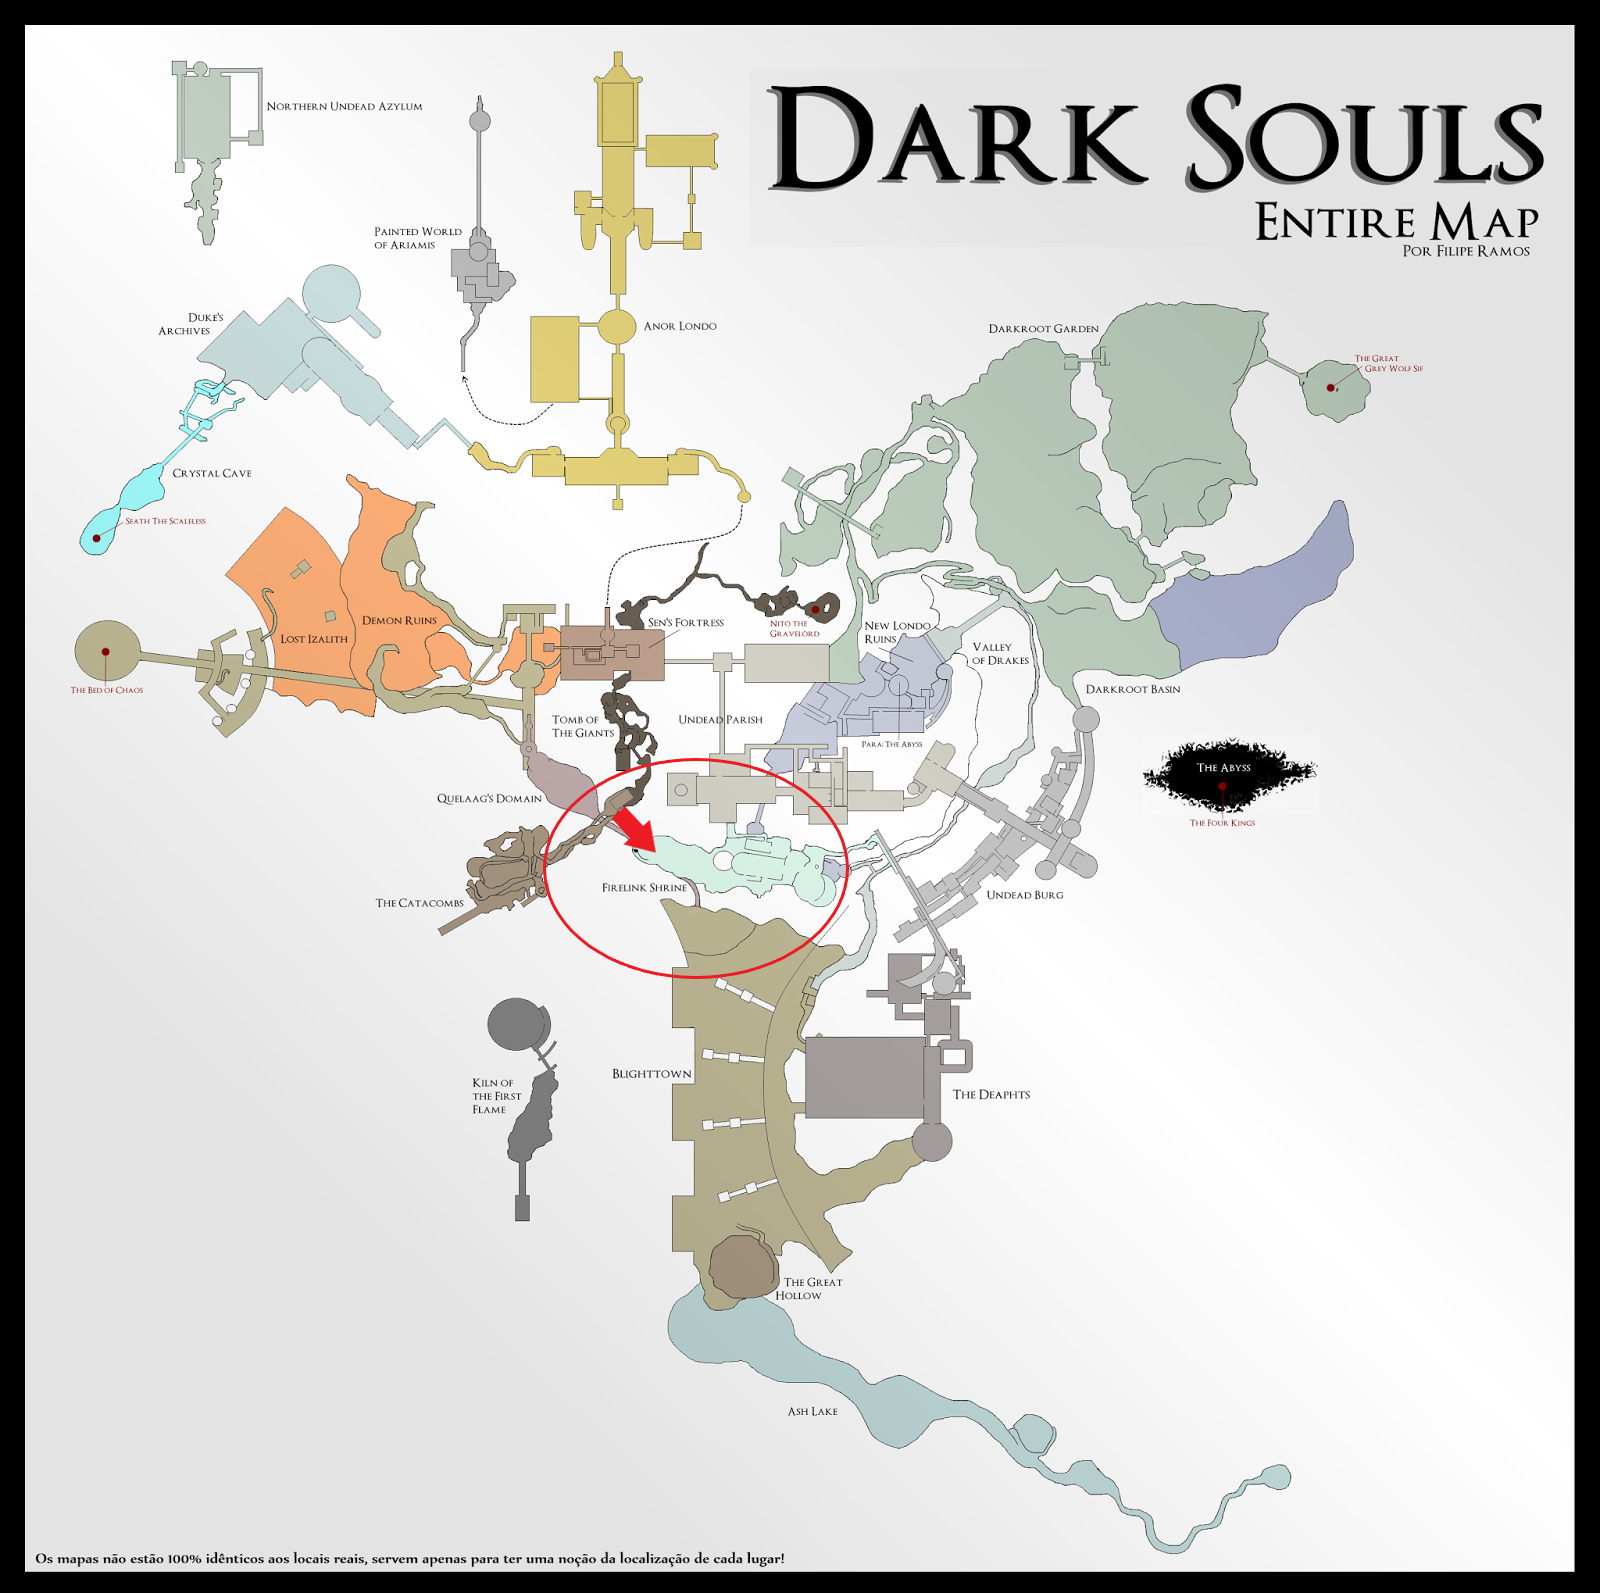 DARK SOULS
ENTIRE MAP
POR FILIPE RAMOS
NORTHERN UNDEAD AZYLUM
PAINTED WORLD
OF ARIAMIS
DUKE'S
ARCHIVES
ANOR LONDO
DARKROOT GARDEN
THE GREAT
GREY WOLF SIF
CRYSTAL CAVE
SEATH THE SCALELESS
LOST IZALITH
DEMON RUINS
SEN'S FORTRESS
NITO THE
GRAVELORD
NEW LONDO
RUINS
VALLEY
OF DRAKES
THE BED OF CHAOS
DARKROOT BASIN
TOMB OF
THE GIANTS
UNDEAD PARISH
PARA: THE ABYSS
THE ABYSS
THE FOUR KINGS
QUELAAG'S DOMAIN
FIRELINK SHRINE
THE CATACOMBS
UNDEAD BURG
KILN OF
THE FIRST
FLAME
BLIGHTTOWN
THE DEAPHTS
THE GREAT
HOLLOW
ASH LAKE
Os mapas não estão 100% idênticos aos locais reais, servem apenas para ter uma noção da localização de cada lugar!